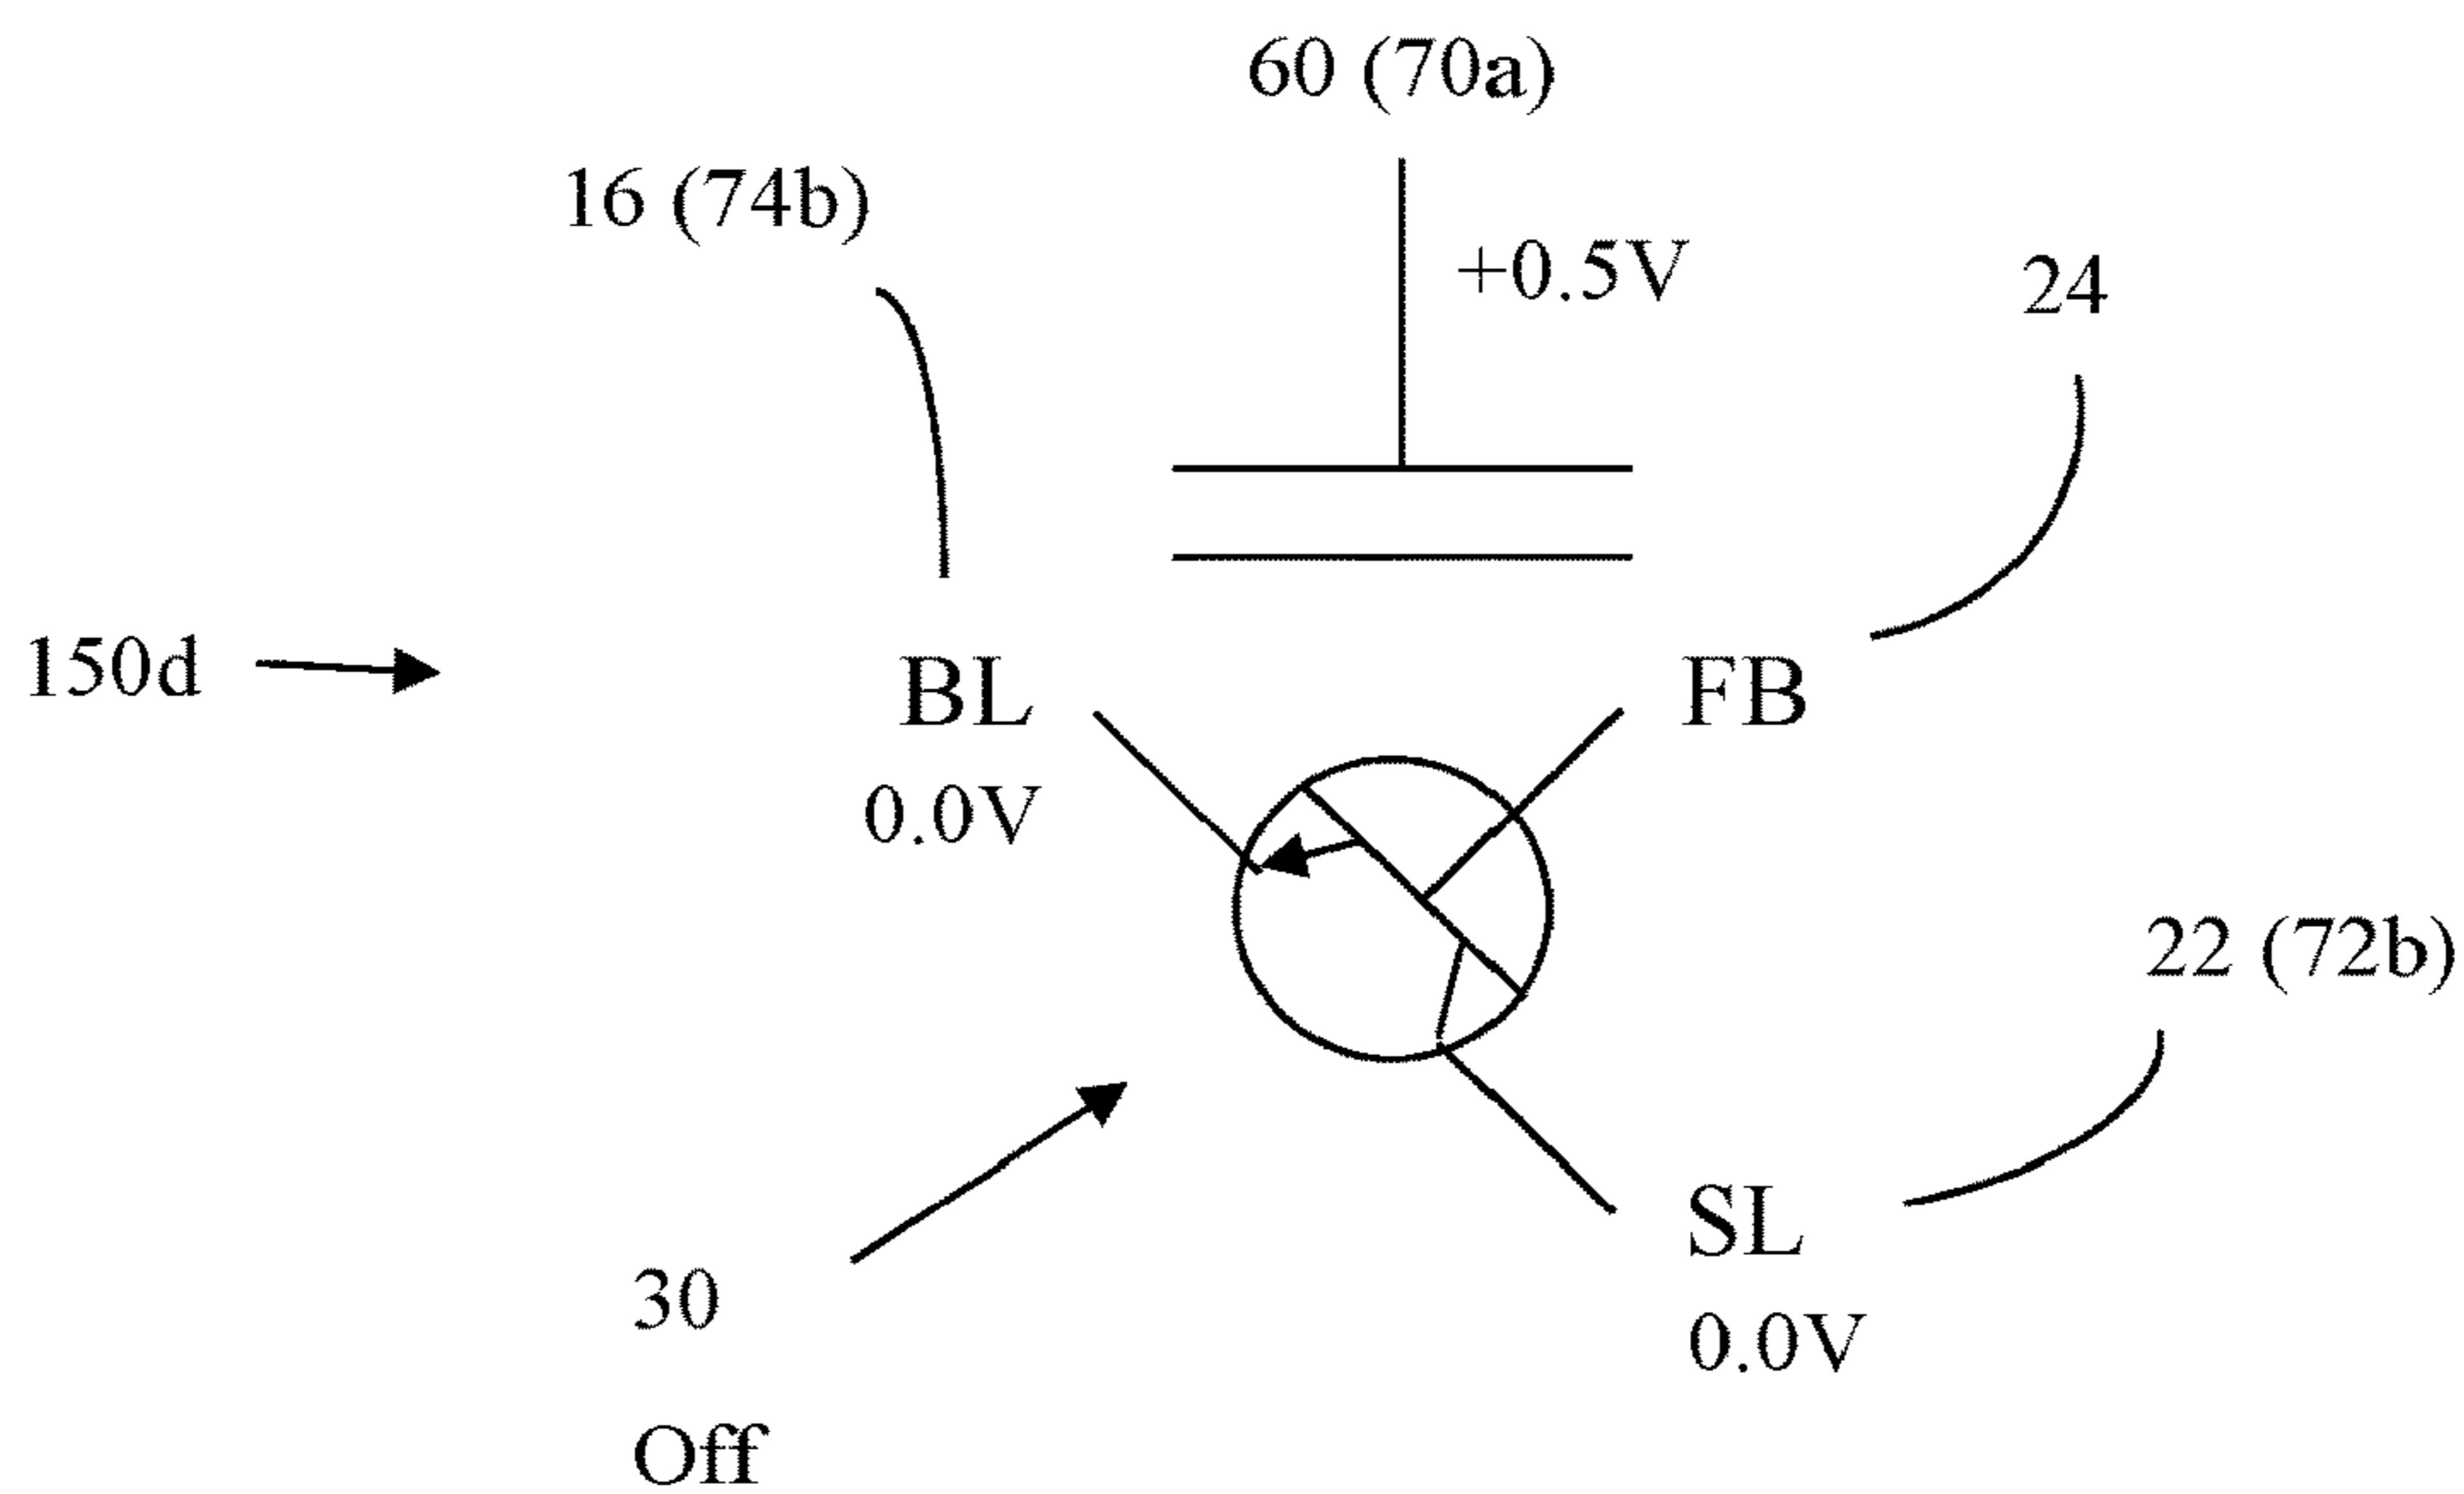 60 (70a)
16 (74b)
+0.5V
24
150d
BL
FB
0.0V
22 (72b)
SL
30
0.0V
Off